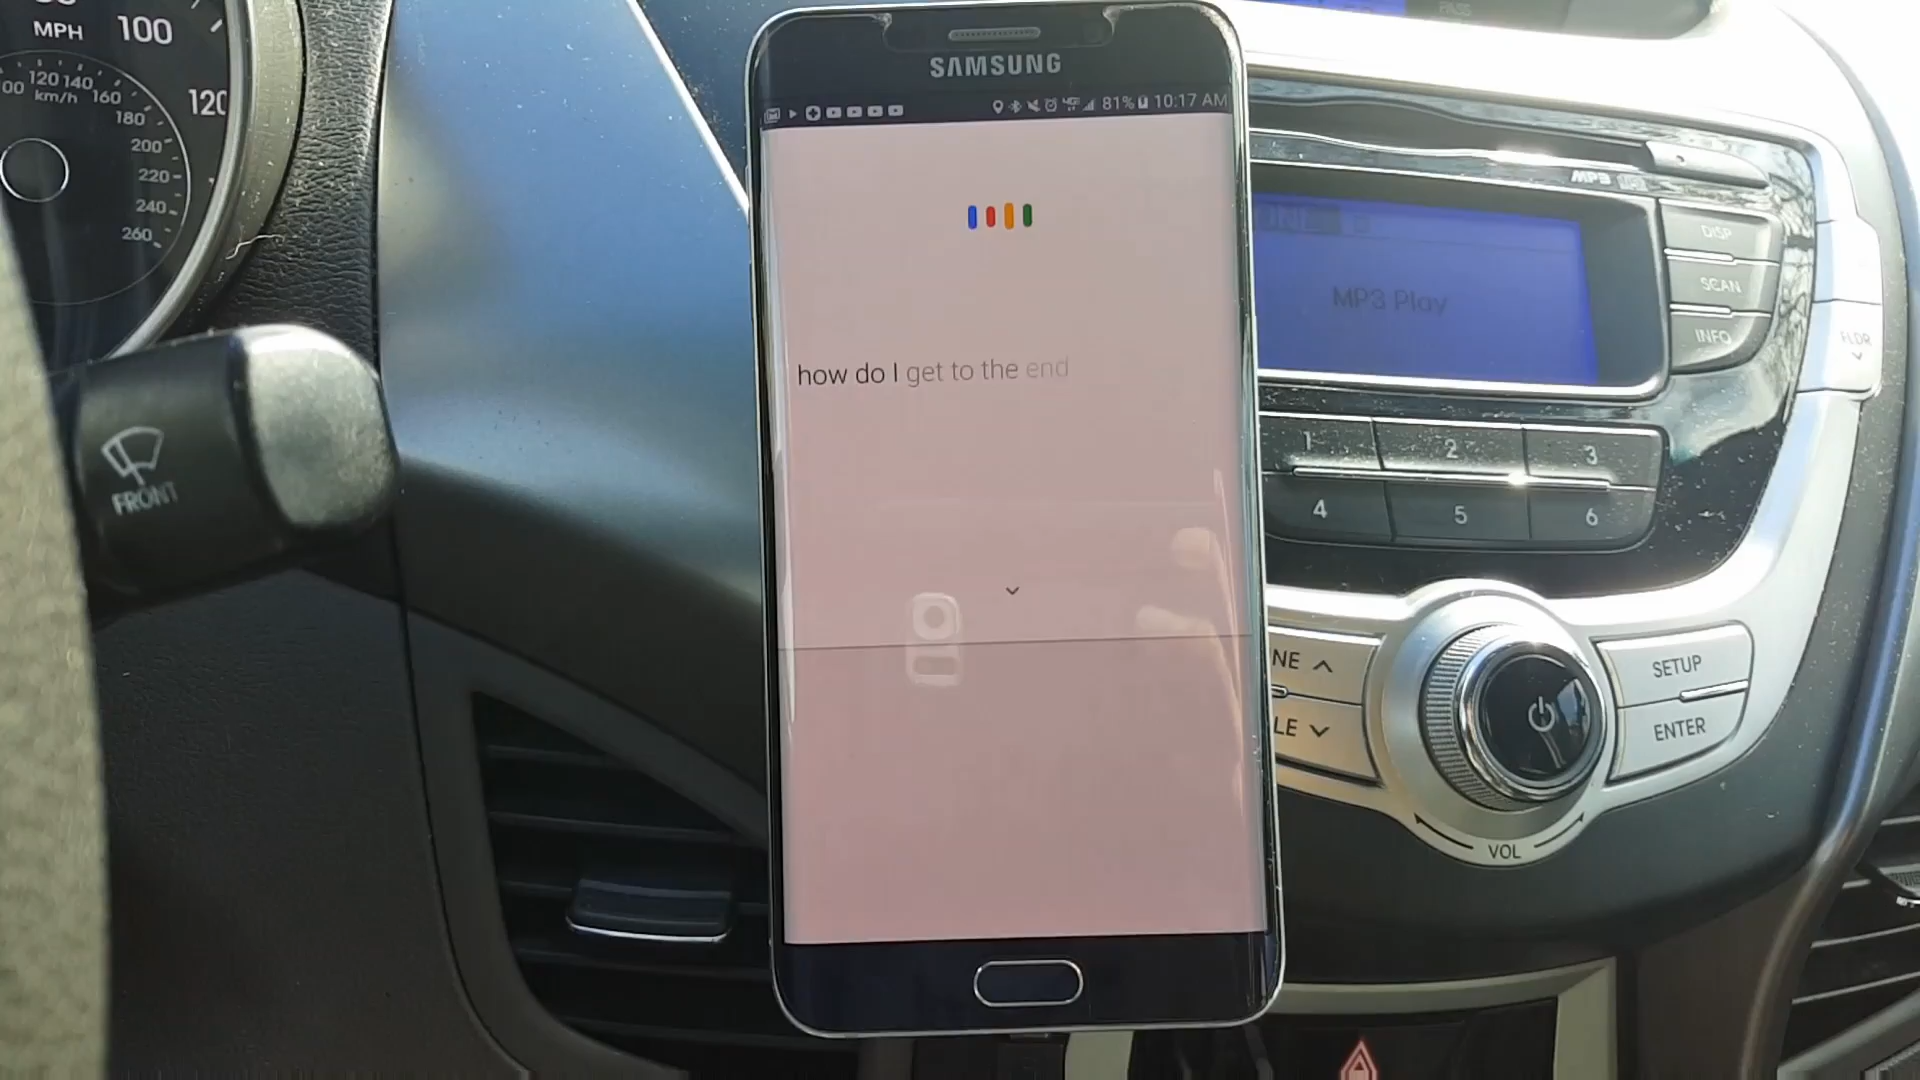 MPH 100
120
120 140
km/h 160
180
200
220
240
260
FRONT
SAMSUNG
81% 10:17 AM
how do I get to the end
MP3
MP3 Play
DISP
SCAN
INFO
FLDR
1 2 3
4 5 6
SETUP
ENTER
VOL